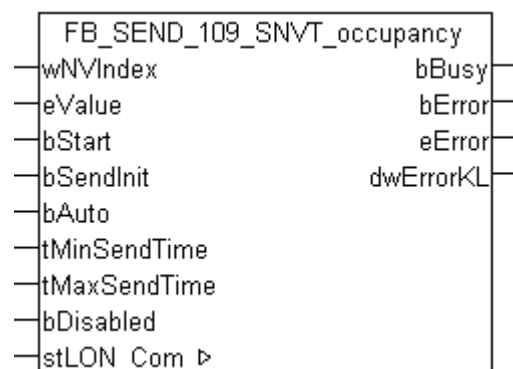 FB_SEND_109_SNVT_occupancy
wNVIndex bBusy
eValue bError
bStart eError
bSendInit dwErrorKL
bAuto
tMinSendTime
tMaxSendTime
bDisabled
stLON_Com ▷